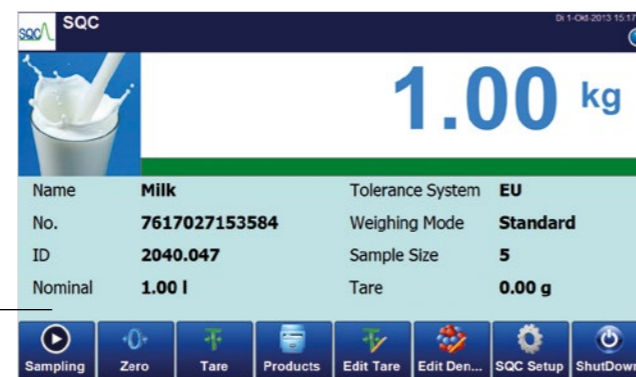 SQC SQC Di 1-Okt-2013 15:17
1.00 kg
Name Milk Tolerance System EU
No. 7617027153584 Weighing Mode Standard
ID 2040.047 Sample Size 5
Nominal 1.00 l Tare 0.00 g
Sampling Zero Tare Products Edit Tare Edit Den... SQC Setup ShutDown